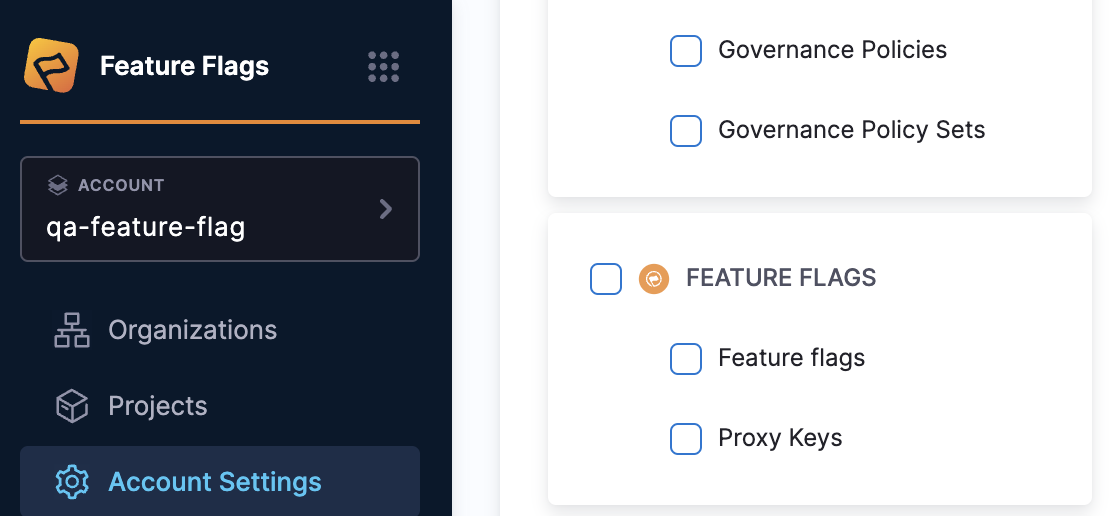 Feature Flags
ACCOUNT
qa-feature-flag
Organizations
Projects
Account Settings
Governance Policies
Governance Policy Sets
FEATURE FLAGS
Feature flags
Proxy Keys